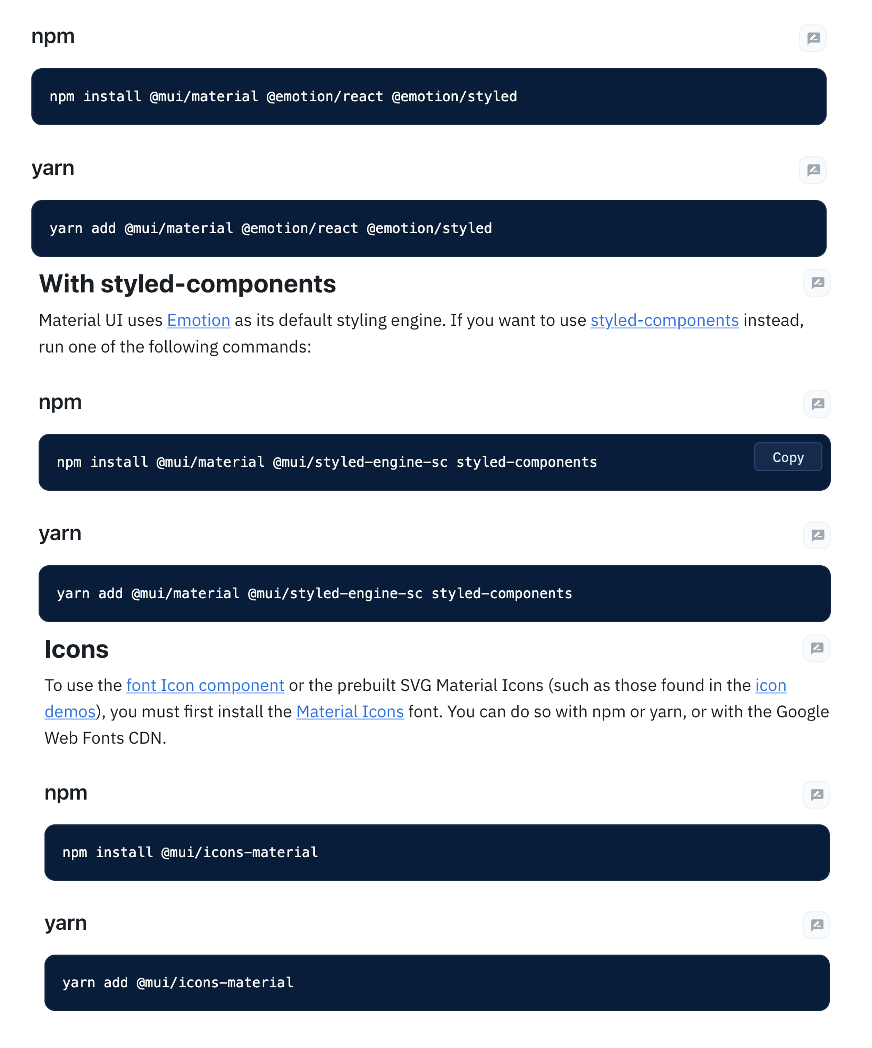 npm
npm install @mui/material @emotion/react @emotion/styled
yarn
yarn add @mui/material @emotion/react @emotion/styled
With styled-components
Material UI uses Emotion as its default styling engine. If you want to use styled-components instead,
run one of the following commands:
npm
npm install @mui/material @mui/styled-engine-sc styled-components
Copy
yarn
yarn add @mui/material @mui/styled-engine-sc styled-components
Icons
To use the font Icon component or the prebuilt SVG Material Icons (such as those found in the icon
demos), you must first install the Material Icons font. You can do so with npm or yarn, or with the Google
Web Fonts CDN.
npm
npm install @mui/icons-material
yarn
yarn add @mui/icons-material